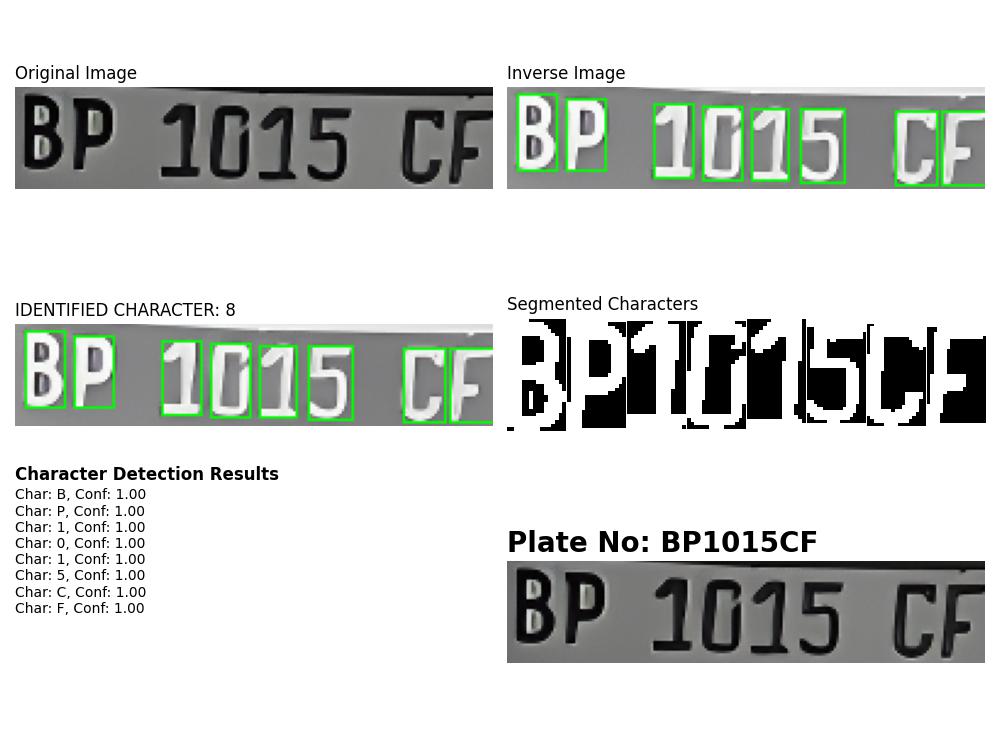 Original Image
BP 1015 CF
Inverse Image
BP 1015 CF
IDENTIFIED CHARACTER: 8
BP 1015 CF
Segmented Characters
BP1015CF
Character Detection Results
Char: B, Conf: 1.00
Char: P, Conf: 1.00
Char: 1, Conf: 1.00
Char: 0, Conf: 1.00
Char: 1, Conf: 1.00
Char: 5, Conf: 1.00
Char: C, Conf: 1.00
Char: F, Conf: 1.00
Plate No: BP1015CF
BP 1015 CF